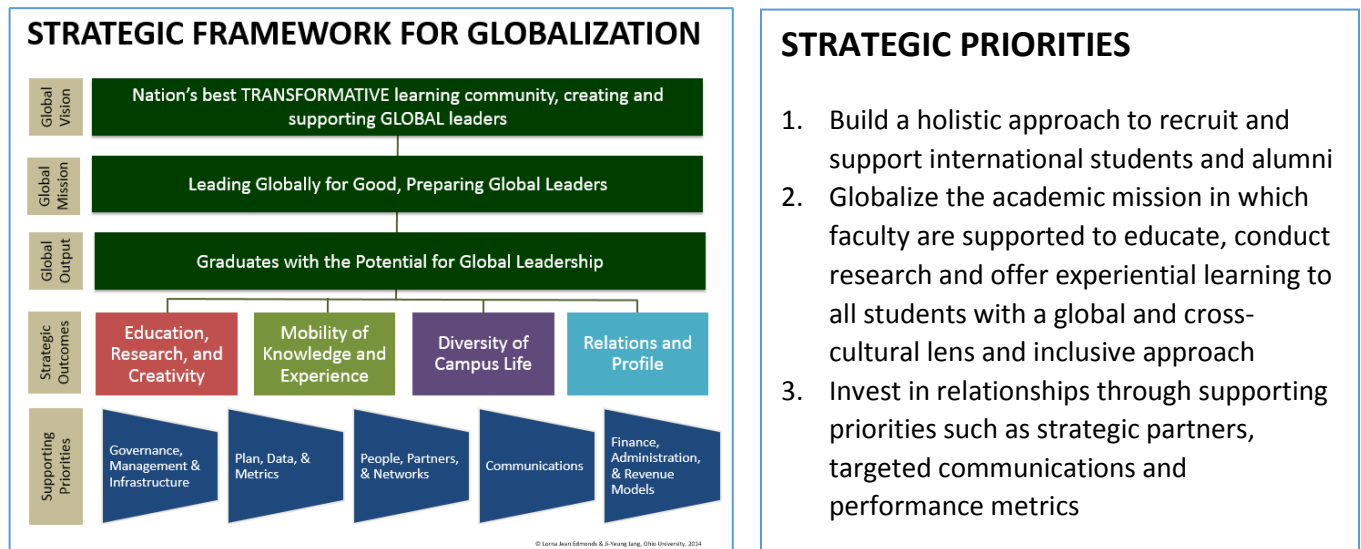 STRATEGIC FRAMEWORK FOR GLOBALIZATION
Global
Vision
Nation's best TRANSFORMATIVE learning community, creating and
supporting GLOBAL leaders
Global
Mission
Leading Globally for Good, Preparing Global Leaders
Global
Output
Graduates with the Potential for Global Leadership
Strategic
Outcomes
Education,
Research, and
Creativity
Mobility of
Knowledge and
Experience
Diversity of
Campus Life
Relations and
Profile
Supporting
Priorities
Governance,
Management &
Infrastructure
Plan, Data, &
Metrics
People, Partners,
& Networks
Communications
Finance,
Administration,
& Revenue
Models
© Lorna Jean Edmonds & Ji-Yeung Jang, Ohio University, 2014
STRATEGIC PRIORITIES
1. Build a holistic approach to recruit and
support international students and alumni
2. Globalize the academic mission in which
faculty are supported to educate, conduct
research and offer experiential learning to
all students with a global and cross-
cultural lens and inclusive approach
3. Invest in relationships through supporting
priorities such as strategic partners,
targeted communications and
performance metrics